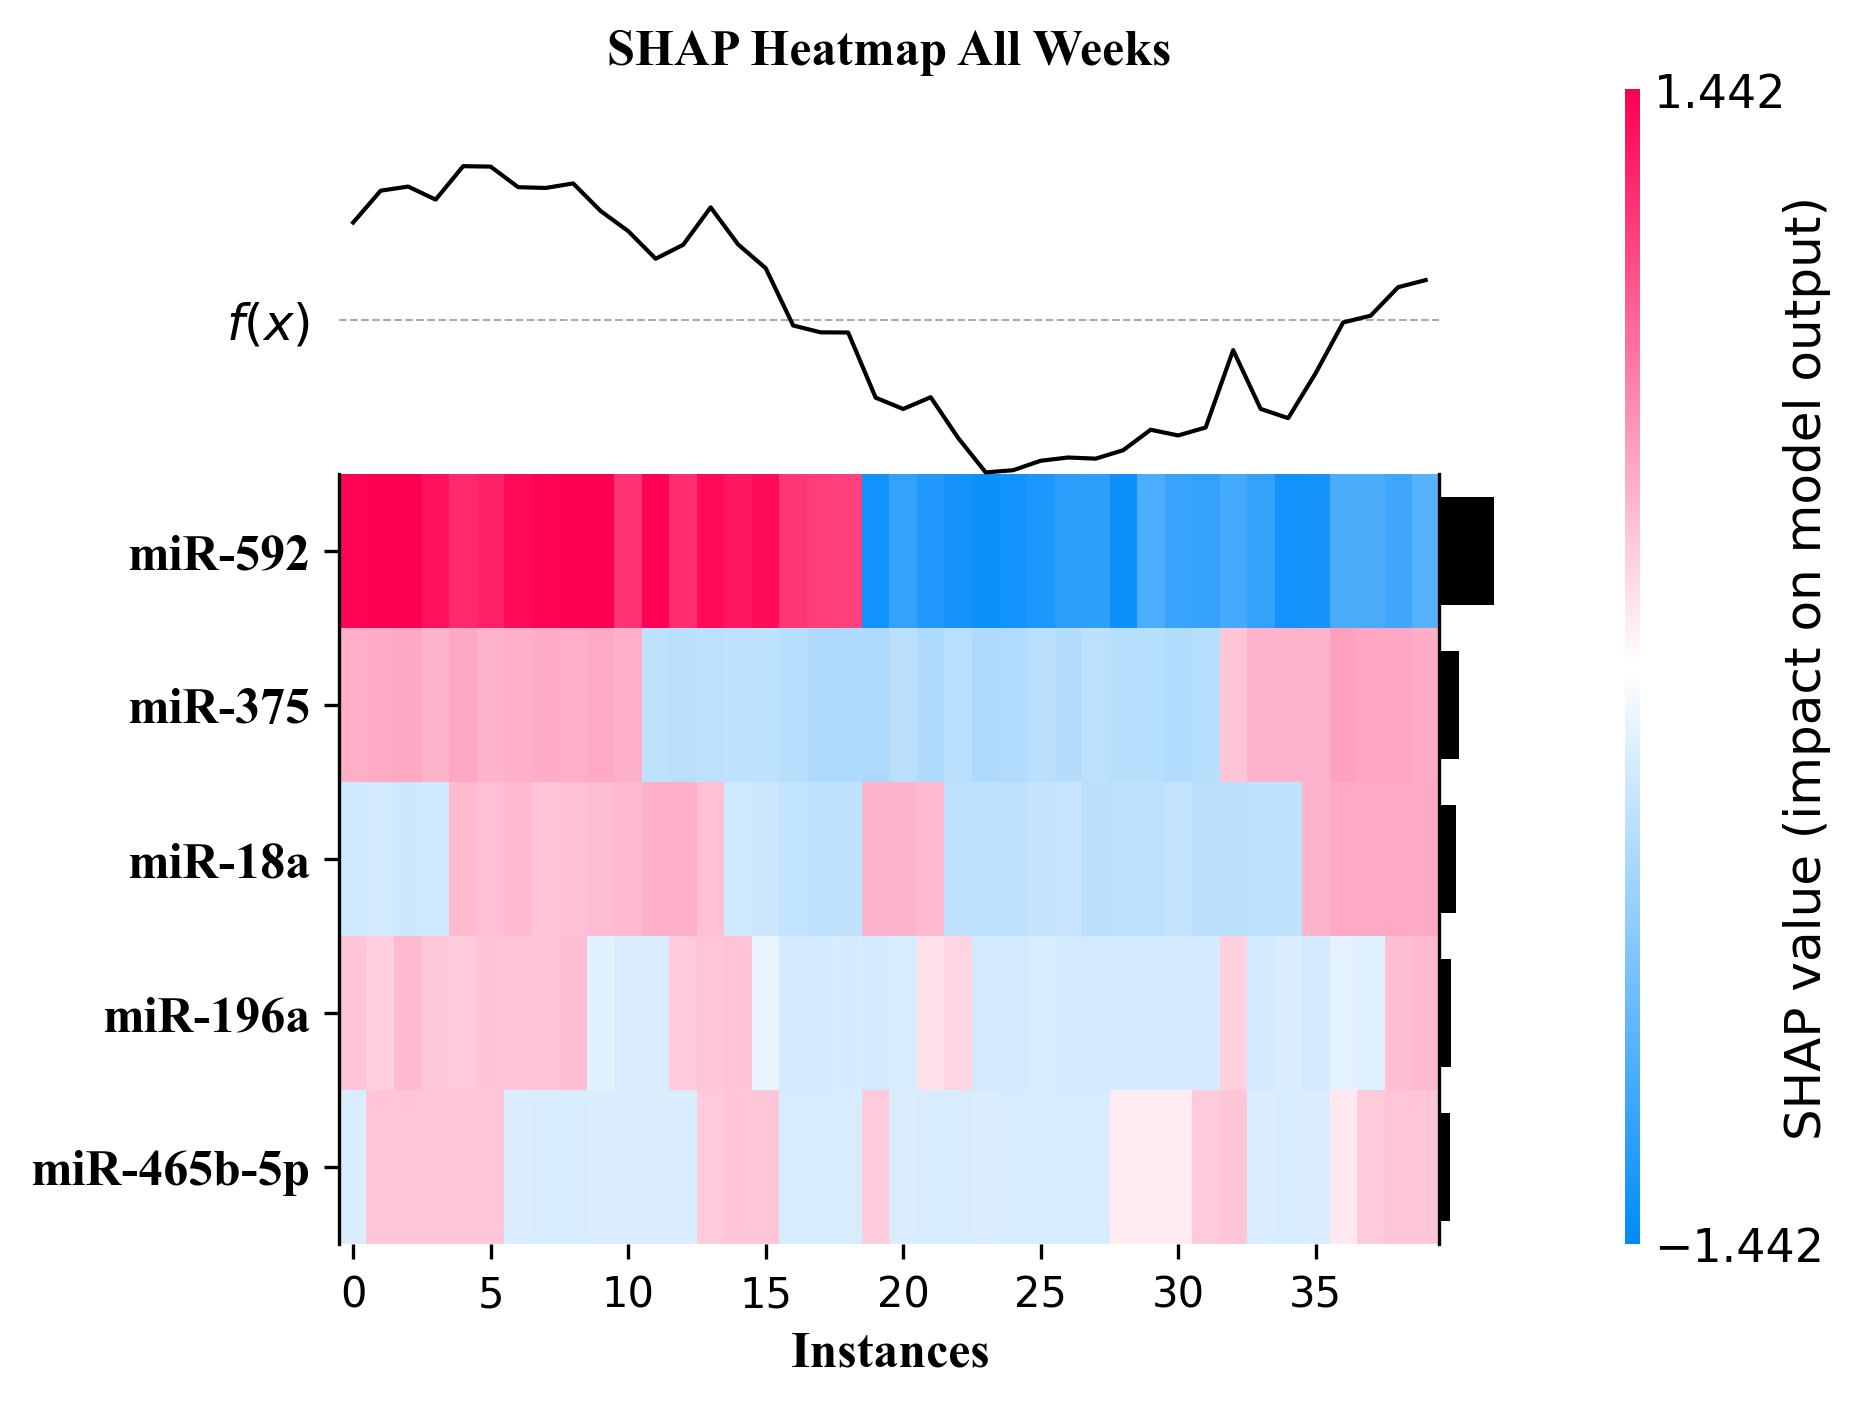 SHAP Heatmap All Weeks
1.442
f(x)
miR-592
miR-375
miR-18a
miR-196a
miR-465b-5p
SHAP value (impact on model output)
−1.442
0 5 10 15 20 25 30 35
Instances